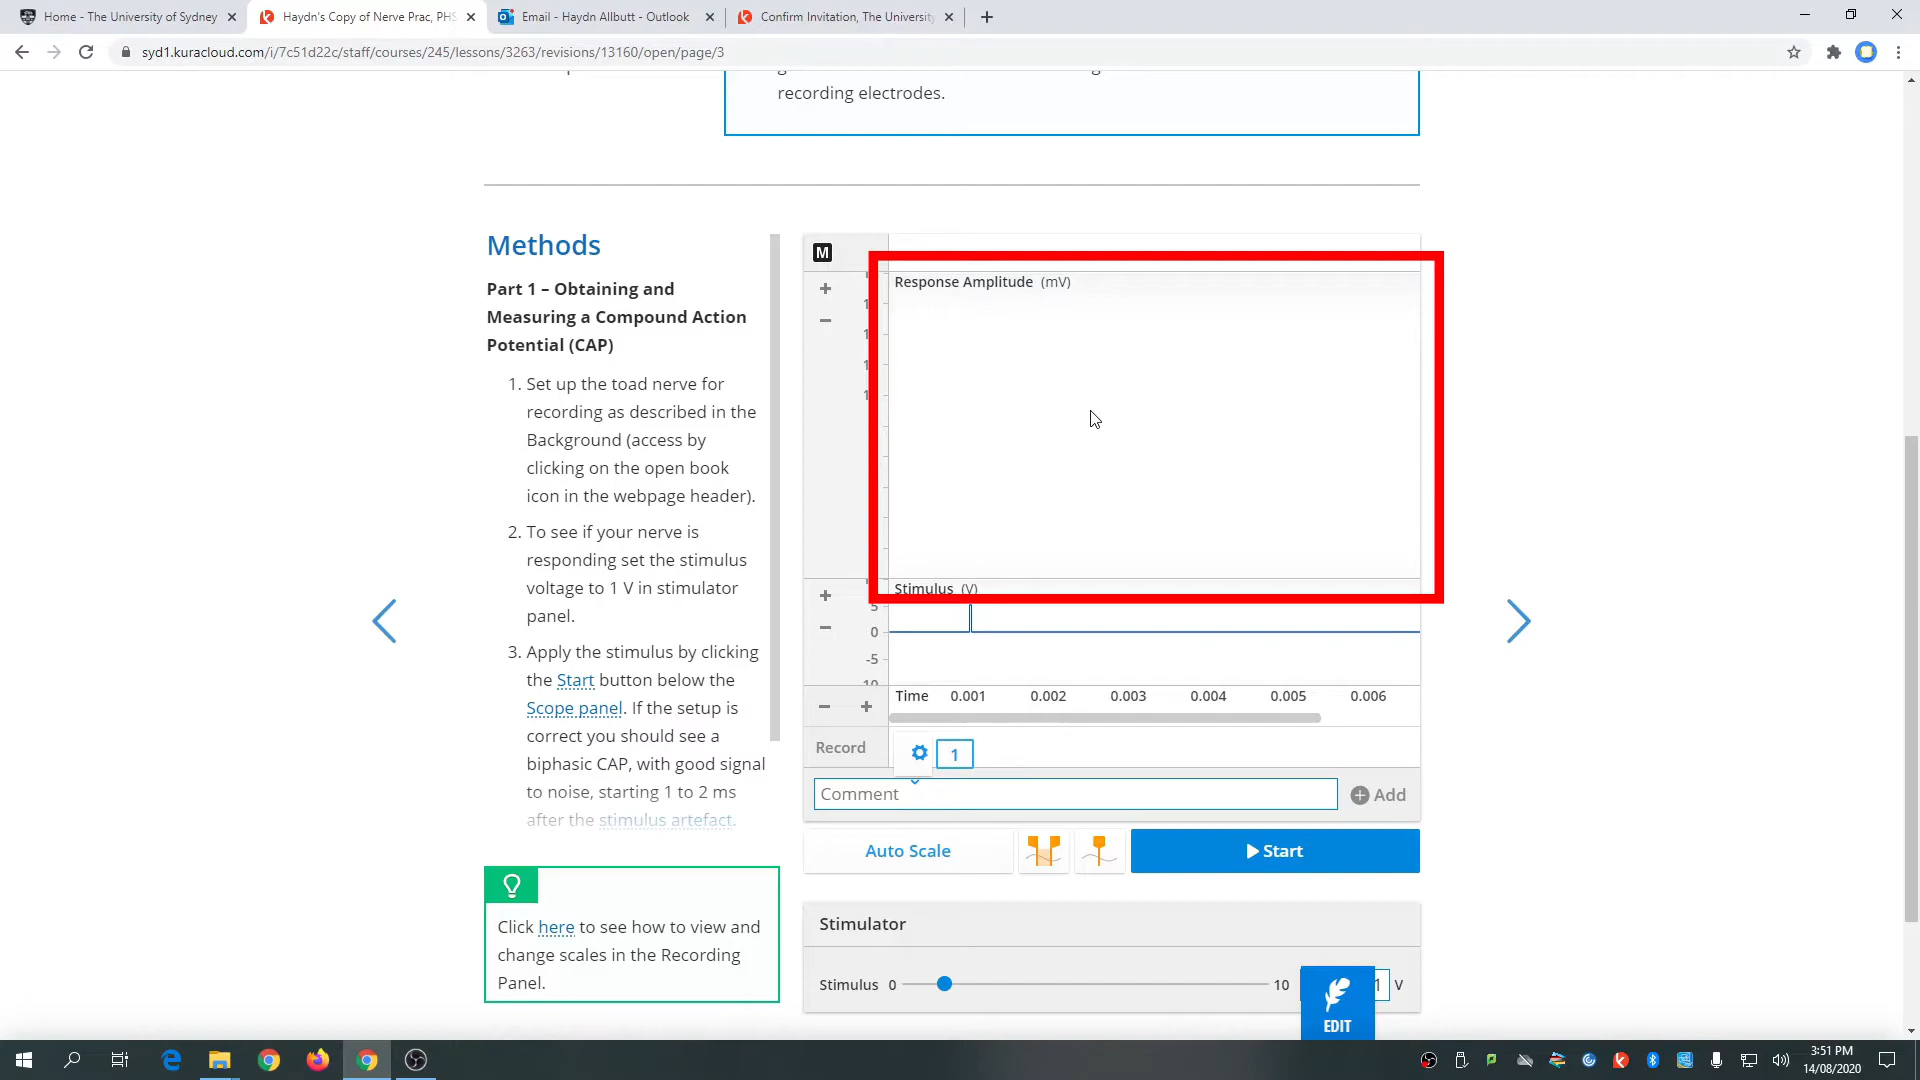 Home - The University of Sydney
Haydn's Copy of Nerve Prac, PHS
Email - Haydn Allbutt - Outlook
Confirm Invitation, The University
syd1.kuracloud.com/i/7c51d22c/staff/courses/245/lessons/3263/revisions/13160/open/page/3
recording electrodes.
Methods
Part 1 – Obtaining and
Measuring a Compound Action
Potential (CAP)
1. Set up the toad nerve for
recording as described in the
Background (access by
clicking on the open book
icon in the webpage header).
2. To see if your nerve is
responding set the stimulus
voltage to 1 V in stimulator
panel.
3. Apply the stimulus by clicking
the Start button below the
Scope panel. If the setup is
correct you should see a
biphasic CAP, with good signal
to noise, starting 1 to 2 ms
after the stimulus artefact.
Click here to see how to view and
change scales in the Recording
Panel.
M
Response Amplitude (mV)
Stimulus (V)
5
0
-5
Time 0.001 0.002 0.003 0.004 0.005 0.006
Record
1
Comment
Add
Auto Scale
Start
Stimulator
Stimulus 0
10
1 V
EDIT
3:51 PM
14/08/2020